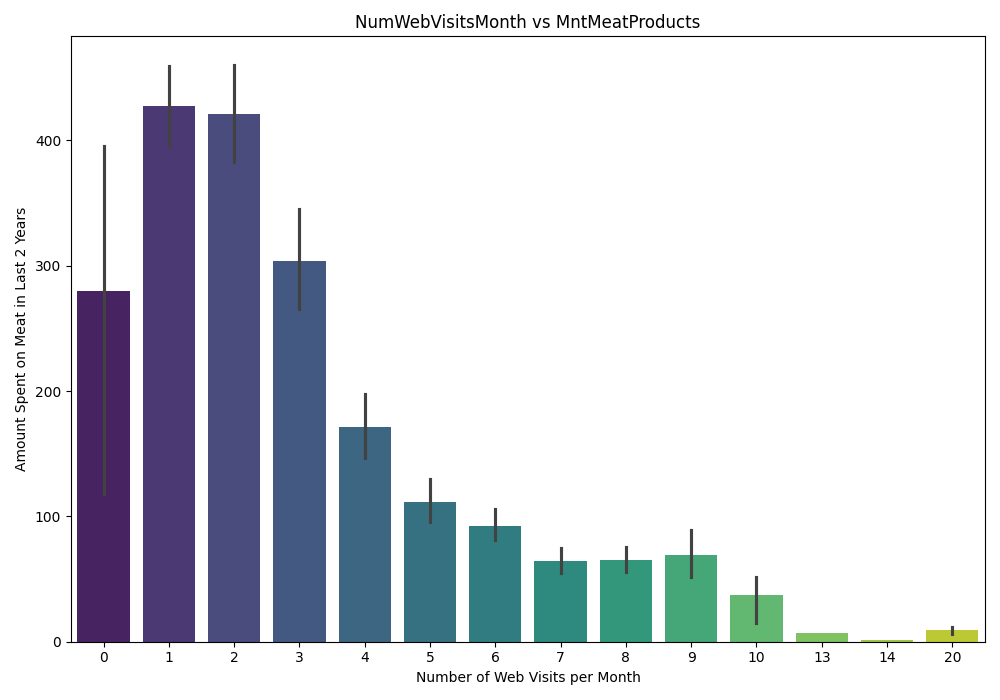 NumWebVisitsMonth vs MntMeatProducts
Amount Spent on Meat in Last 2 Years
400
300
200
100
0
0 1 2 3 4 5 6 7 8 9 10 13 14 20
Number of Web Visits per Month